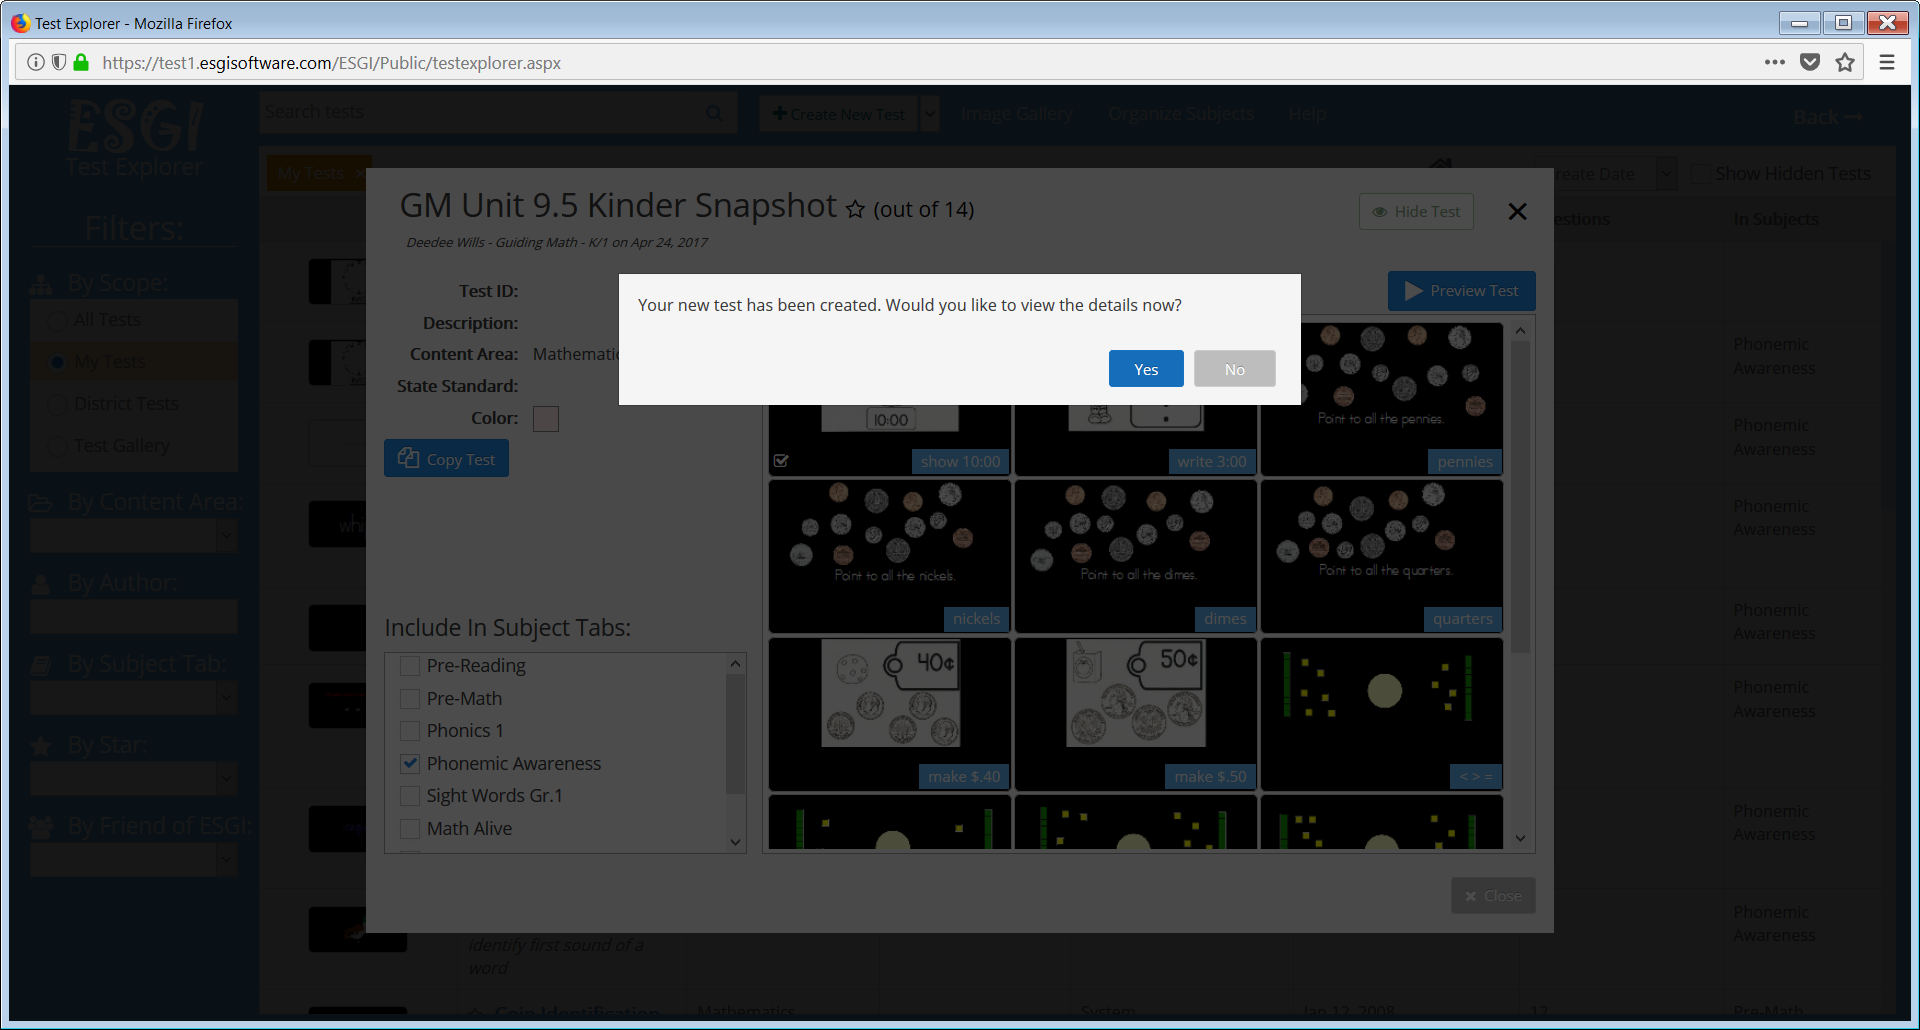 Test Explorer - Mozilla Firefox
https://test1.esgisoftware.com/ESGI/Public/testexplorer.aspx
ESGI
Test Explorer
Search tests
Create New Test
Image Gallery
Organize Subjects
Help
Back
My Tests
Create Date
Show Hidden Tests
In Subjects
Filters:
By Scope:
All Tests
My Tests
District Tests
Test Gallery
By Content Area:
By Author:
By Subject Tab:
By Star:
By Friend of ESGI:
GM Unit 9.5 Kinder Snapshot (out of 14)
Hide Test
Deedee Wills - Guiding Math - K/1 on Apr 24, 2017
Test ID:
Description:
Content Area:
State Standard:
Color:
Copy Test
Preview Test
Your new test has been created. Would you like to view the details now?
Yes
No
10:00
show 10:00
write 3:00
Point to all the pennies.
pennies
Point to all the nickels.
nickels
Point to all the dimes.
dimes
Point to all the quarters.
quarters
40¢
make $.40
50¢
make $.50
< > =
Include In Subject Tabs:
Pre-Reading
Pre-Math
Phonics 1
Phonemic Awareness
Sight Words Gr.1
Math Alive
Close
Phonemic
Awareness
Phonemic
Awareness
Phonemic
Awareness
Phonemic
Awareness
Phonemic
Awareness
Phonemic
Awareness
Phonemic
Awareness
Identify first sound of a
word
Coin Identification
Mathematics
System
Jan 12, 2008
12
Pre-Math